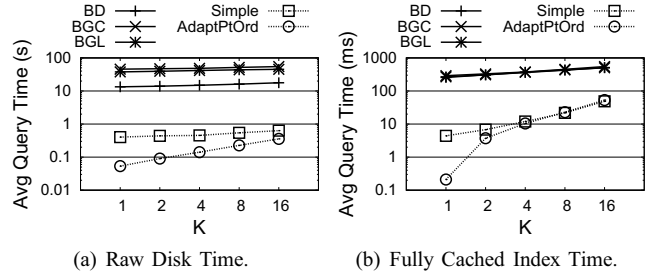 BD Simple
BGC AdaptPtOrd
BGL
Avg Query Time (s)
100
10
1
0.1
0.01
1 2 4 8 16
K
(a) Raw Disk Time.
BD Simple
BGC AdaptPtOrd
BGL
Avg Query Time (ms)
1000
100
10
1
0.1
1 2 4 8 16
K
(b) Fully Cached Index Time.